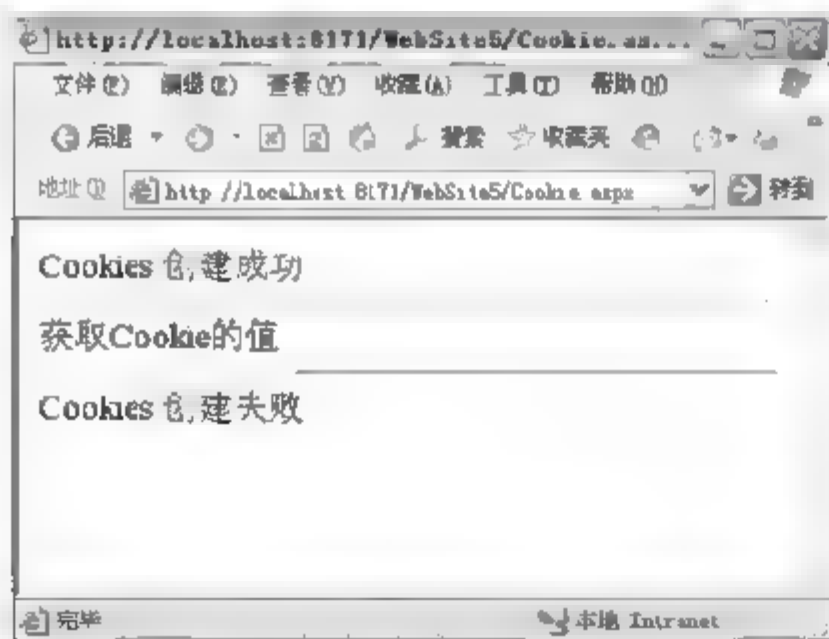 http://localhost:8171/WebSite5/Cookie.as...
文件(F) 编辑(E) 查看(V) 收藏(A) 工具(T) 帮助(H)
后退 搜索 收藏夹
地址(D) http://localhost:8171/WebSite5/Cookie.aspx 转到
Cookies 创建成功
获取Cookie的值
Cookies 创建失败
完毕 本地 Intranet